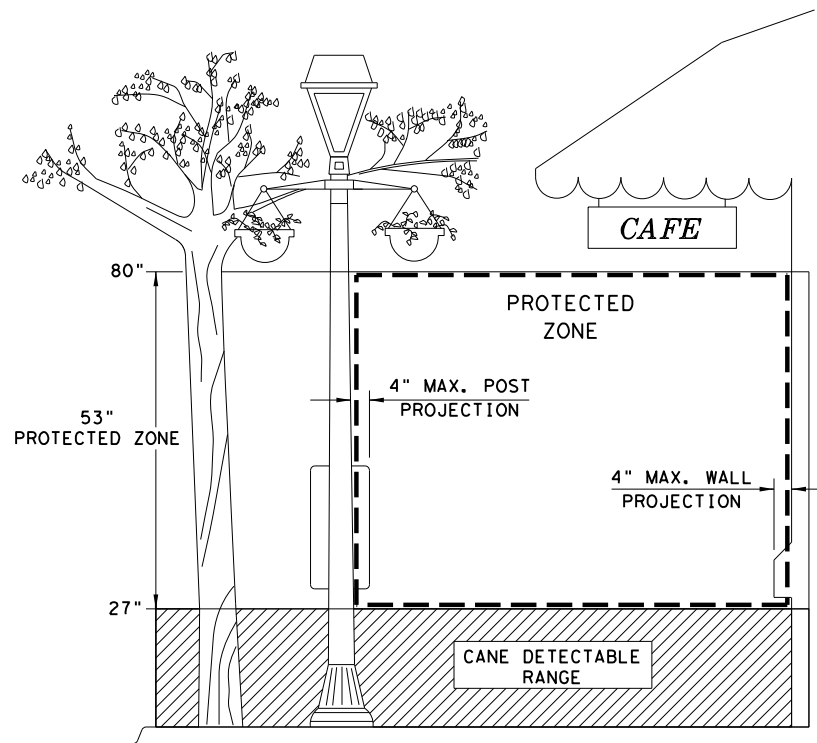 CAFE
80"
PROTECTED
ZONE
4" MAX. POST
PROJECTION
53"
PROTECTED ZONE
4" MAX. WALL
PROJECTION
27"
CANE DETECTABLE
RANGE